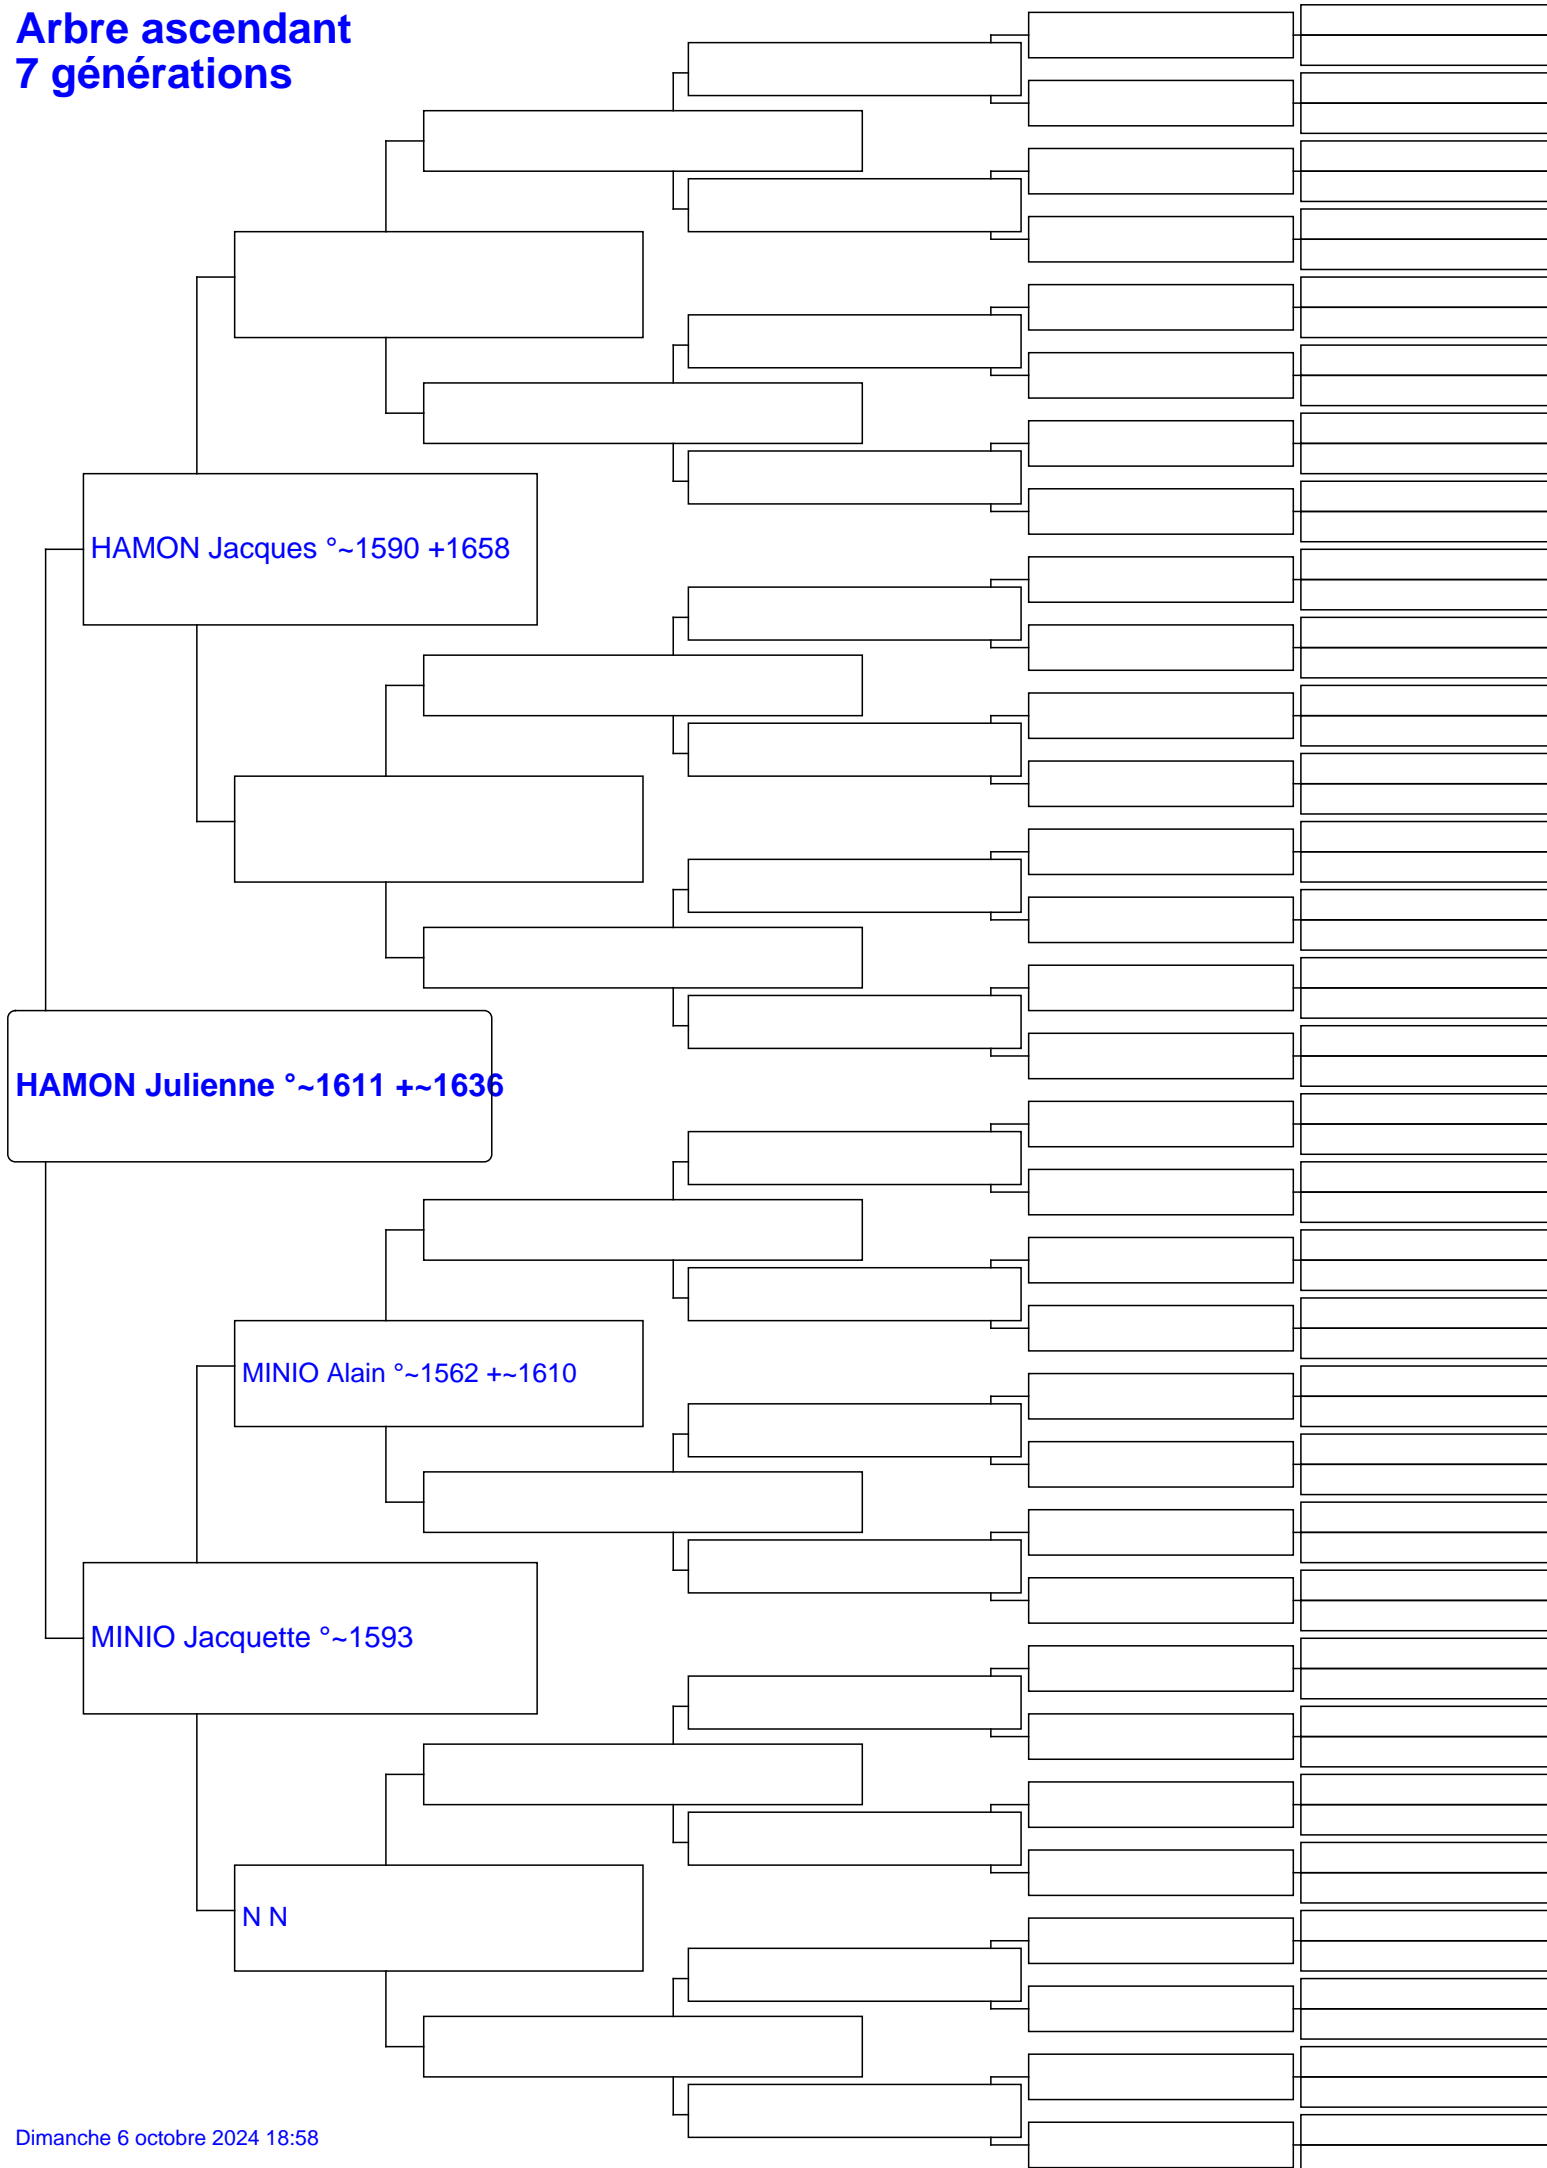 Arbre ascendant
7 générations
HAMON Jacques °~1590 +1658
HAMON Julienne °~1611 +~1636
MINIO Alain °~1562 +~1610
MINIO Jacquette °~1593
N N
Dimanche 6 octobre 2024 18:58